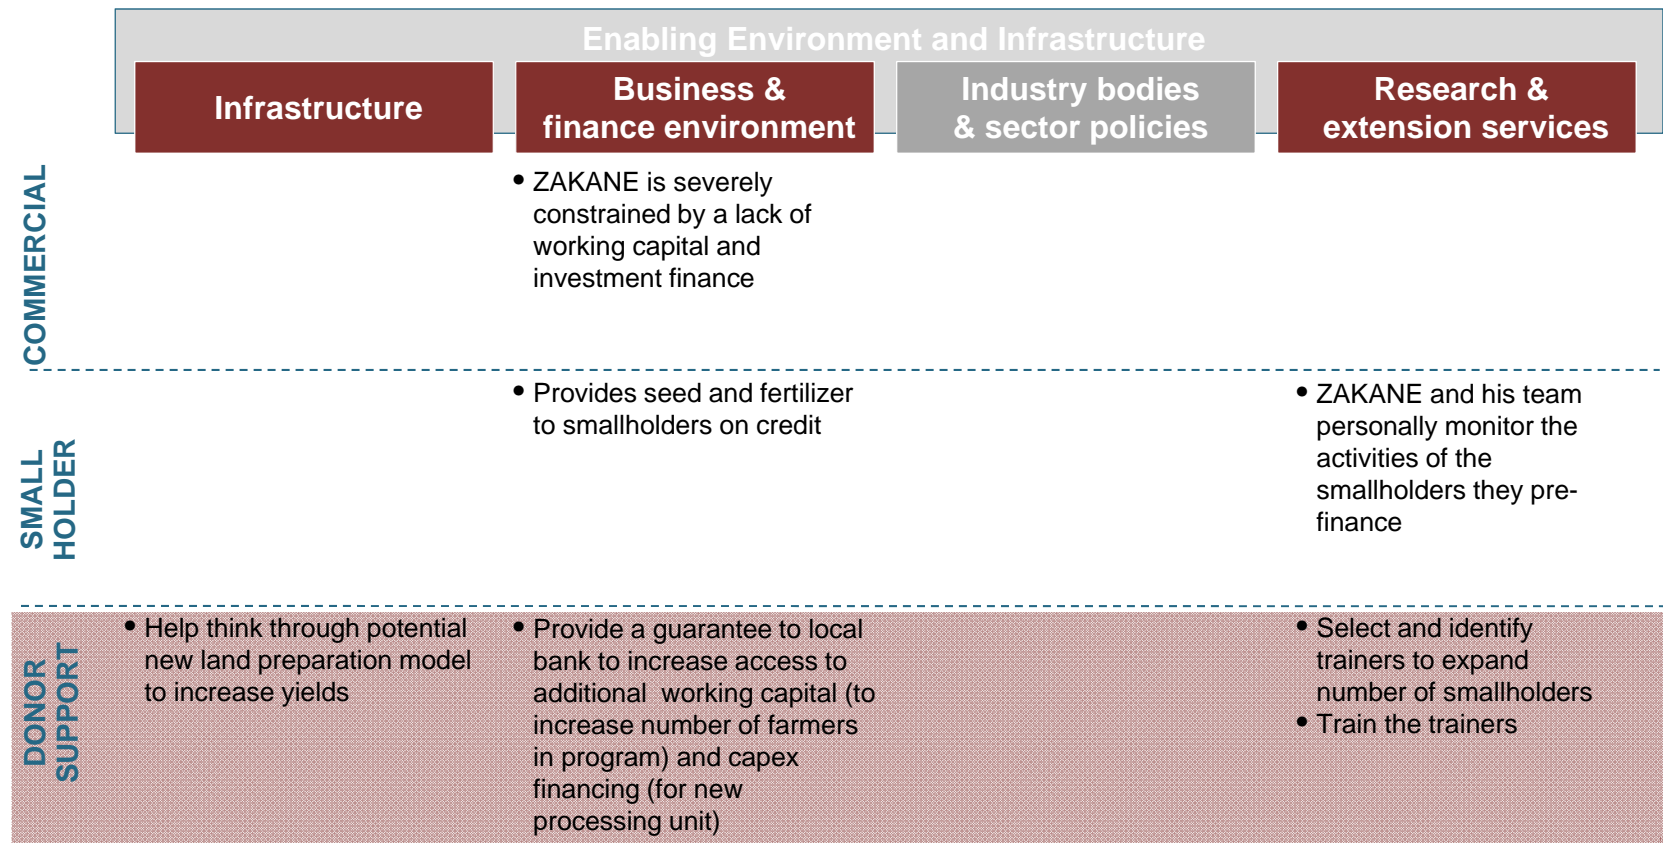 Enabling Environment and Infrastructure
Infrastructure
Business &
finance environment
Industry bodies
& sector policies
Research &
extension services
COMMERCIAL
• ZAKANE is severely
constrained by a lack of
working capital and
investment finance
SMALL
HOLDER
• Provides seed and fertilizer
to smallholders on credit
• ZAKANE and his team
personally monitor the
activities of the
smallholders they pre-
finance
DONOR
SUPPORT
• Help think through potential
new land preparation model
to increase yields
• Provide a guarantee to local
bank to increase access to
additional working capital (to
increase number of farmers
in program) and capex
financing (for new
processing unit)
• Select and identify
trainers to expand
number of smallholders
• Train the trainers